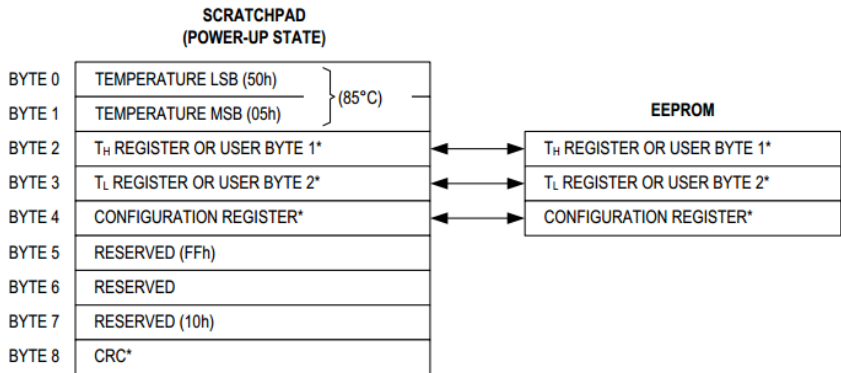 SCRATCHPAD
(POWER-UP STATE)
BYTE 0 TEMPERATURE LSB (50h)
(85°C)
BYTE 1 TEMPERATURE MSB (05h)
EEPROM
BYTE 2 TH REGISTER OR USER BYTE 1* TH REGISTER OR USER BYTE 1*
BYTE 3 TL REGISTER OR USER BYTE 2* TL REGISTER OR USER BYTE 2*
BYTE 4 CONFIGURATION REGISTER* CONFIGURATION REGISTER*
BYTE 5 RESERVED (FFh)
BYTE 6 RESERVED
BYTE 7 RESERVED (10h)
BYTE 8 CRC*